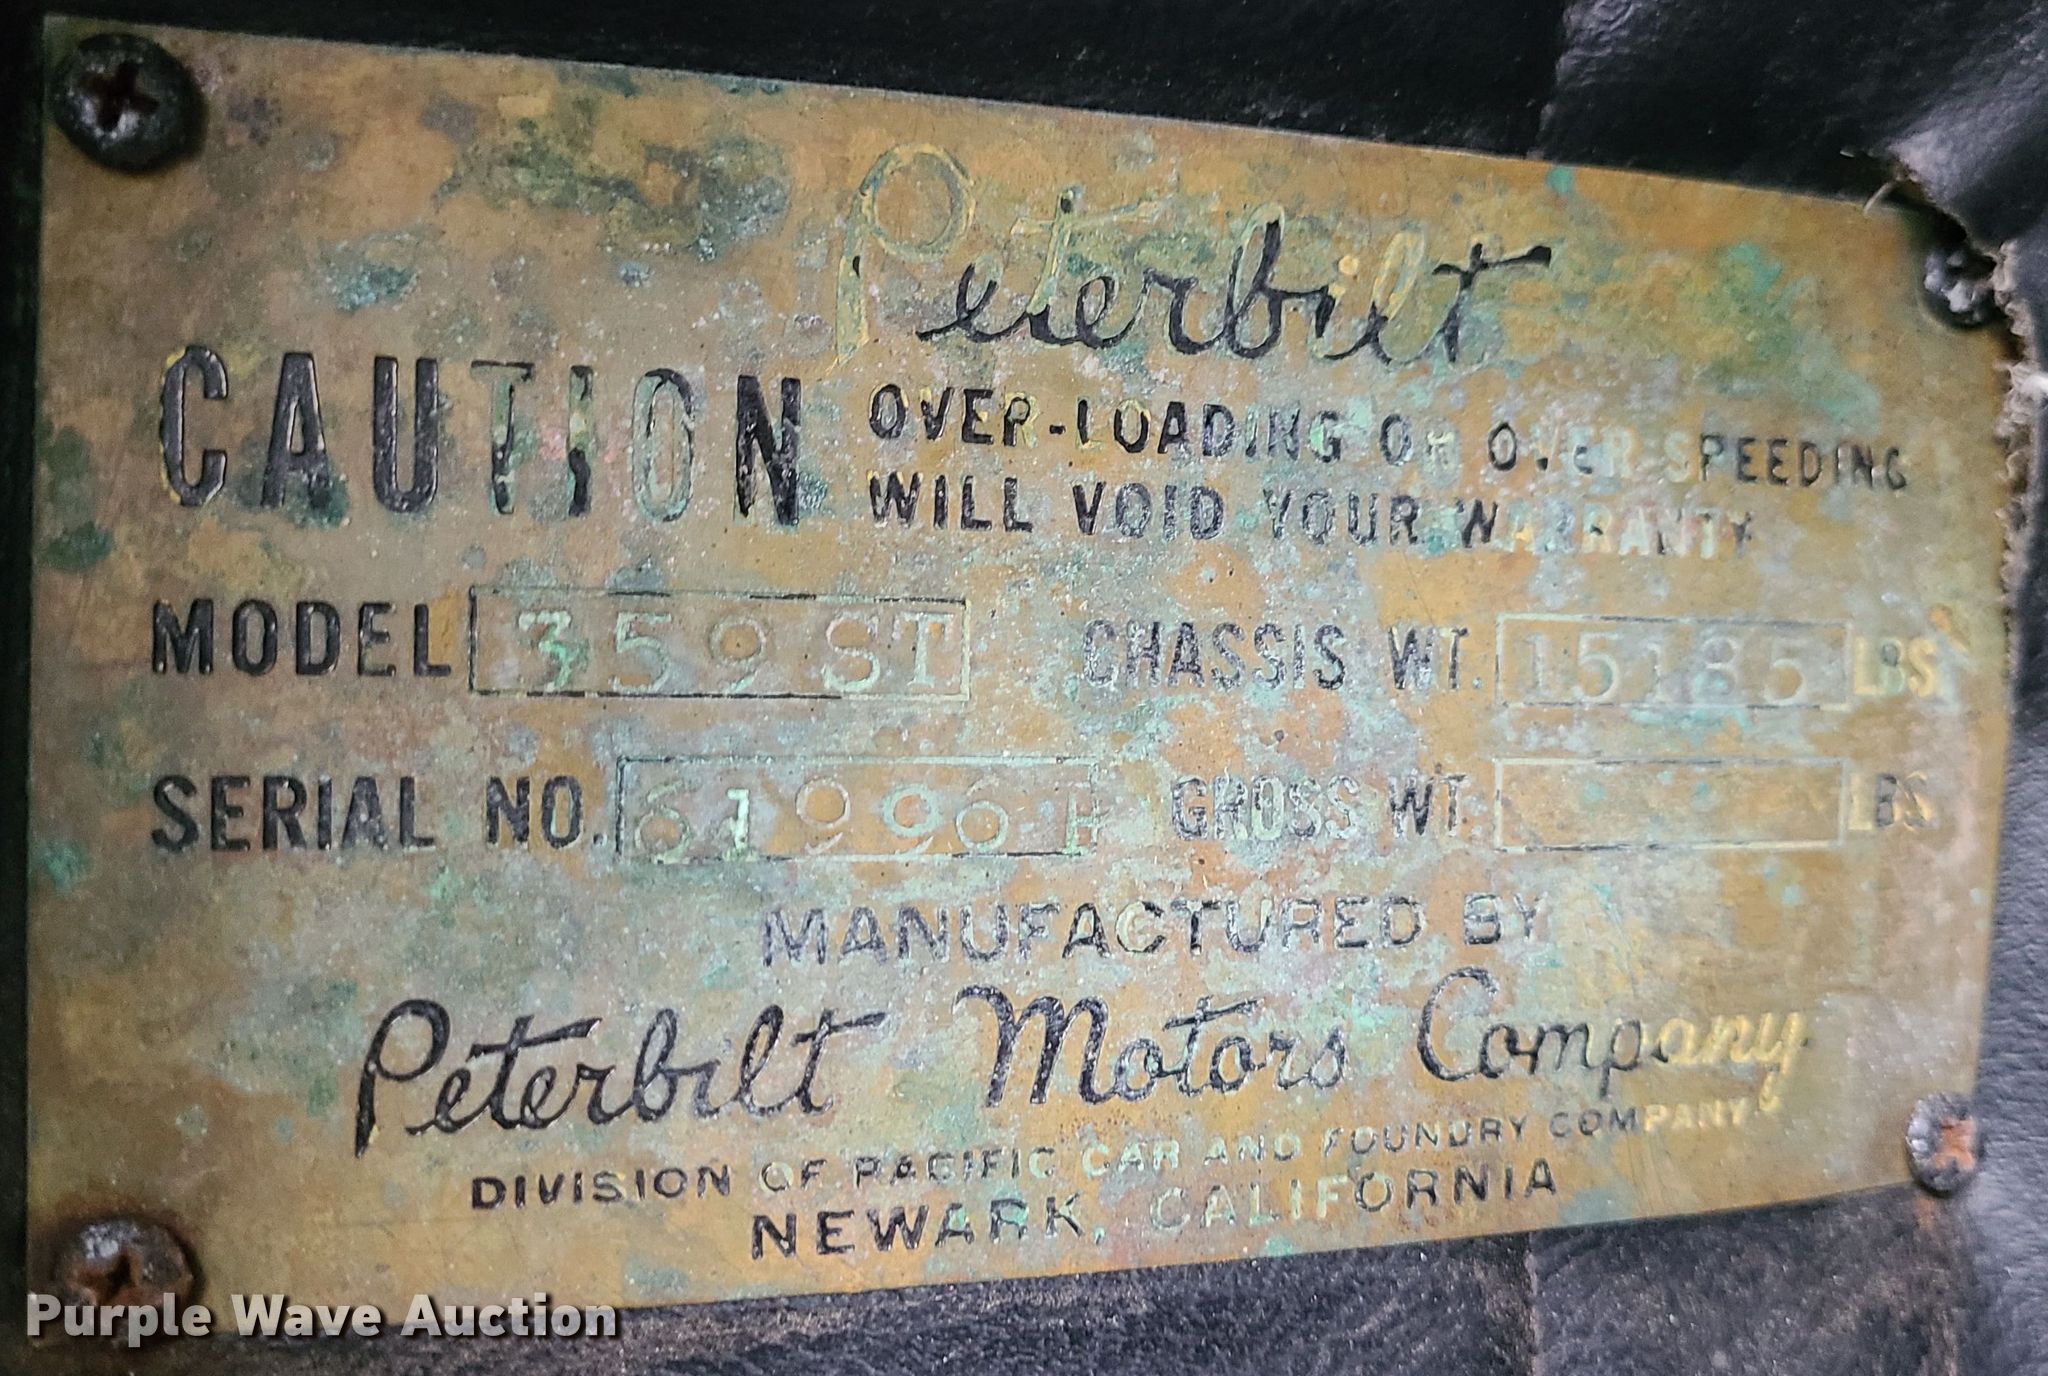 Peterbilt
CAUTION OVER-LOADING OR OVER-SPEEDING
WILL VOID YOUR WARRANTY
MODEL 359ST CHASSIS WT. 15185 LBS
SERIAL NO. 61996 GROSS WT. LBS
MANUFACTURED BY
Peterbilt Motors Company
DIVISION OF PACIFIC CAR AND FOUNDRY COMPANY
NEWARK, CALIFORNIA
Purple Wave Auction